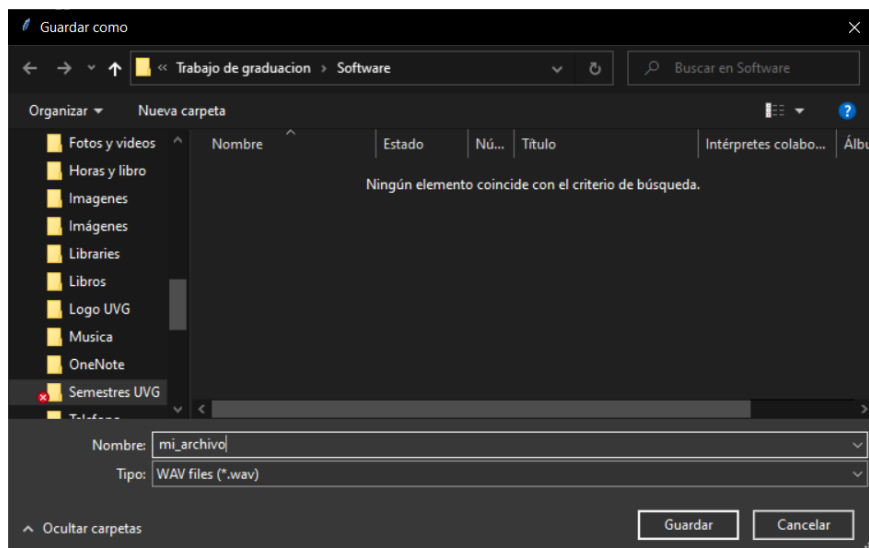 Guardar como
« Trabajo de graduacion › Software
Buscar en Software
Organizar
Nueva carpeta
Nombre Estado Nú... Título Intérpretes colabo... Álbu
Ningún elemento coincide con el criterio de búsqueda.
Fotos y videos
Horas y libro
Imagenes
Imágenes
Libraries
Libros
Logo UVG
Musica
OneNote
Semestres UVG
Nombre: mi_archivo
Tipo: WAV files (*.wav)
Ocultar carpetas
Guardar
Cancelar